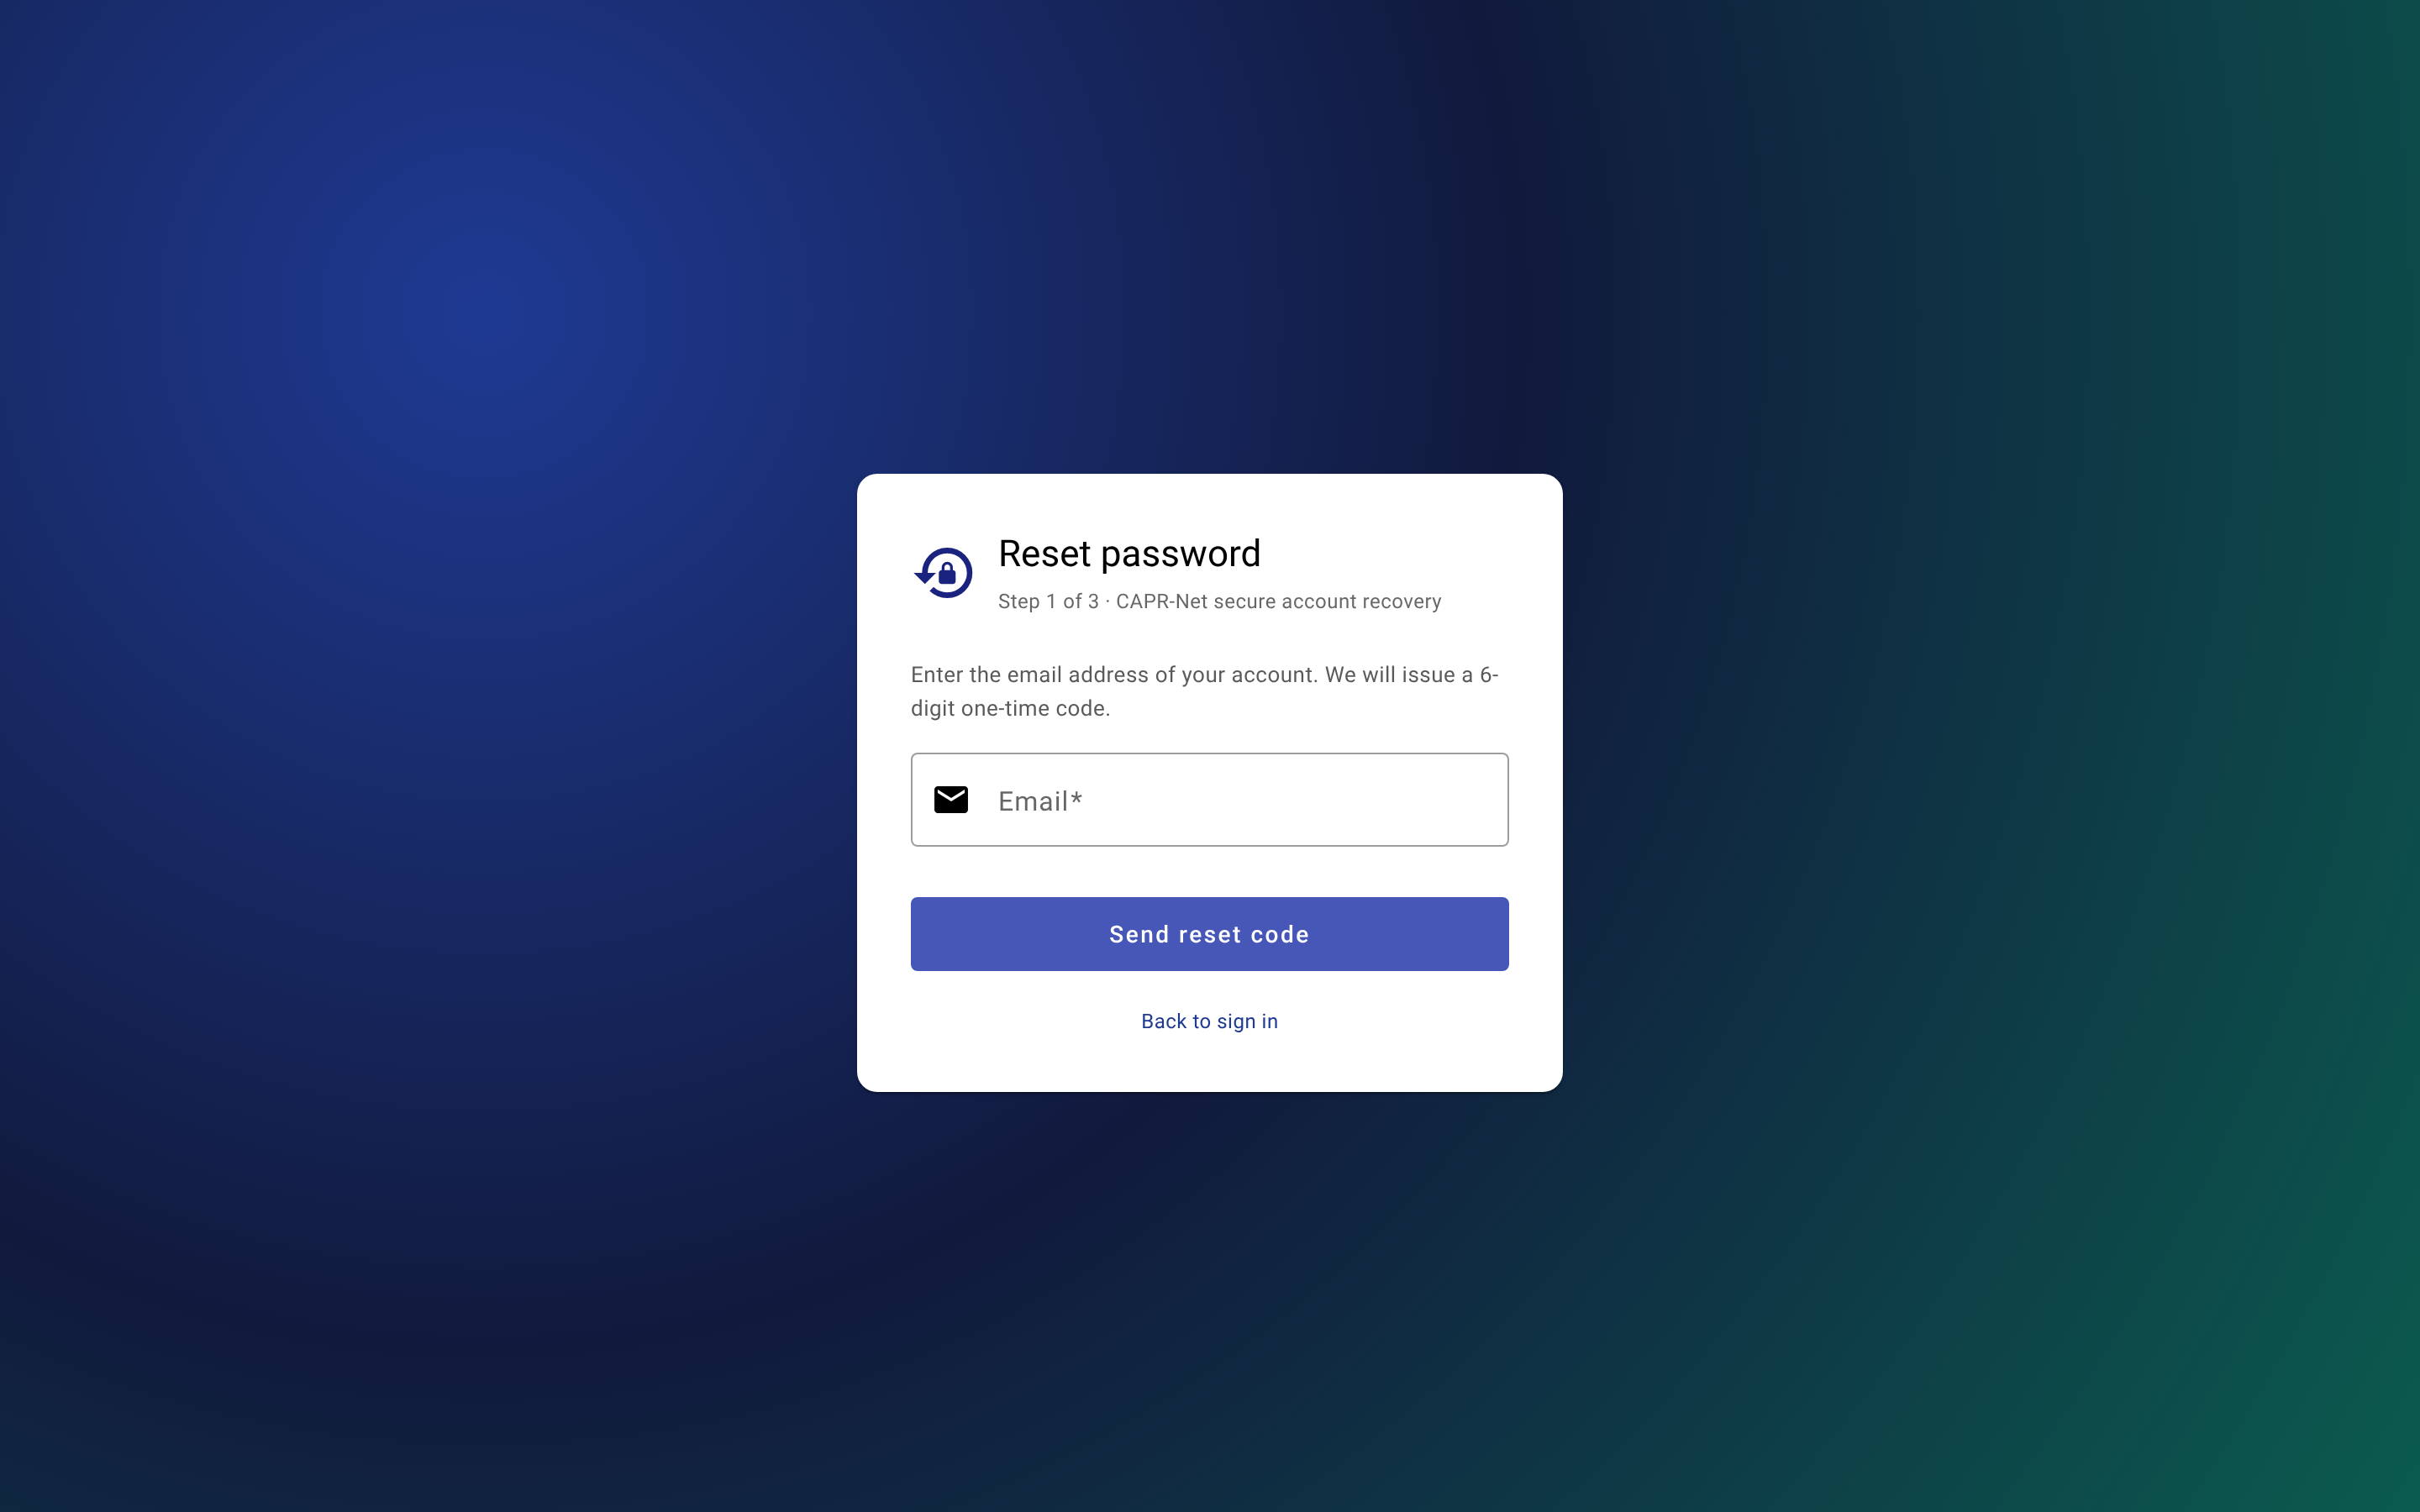 Reset password
Step 1 of 3 · CAPR-Net secure account recovery
Enter the email address of your account. We will issue a 6-
digit one-time code.
Email*
Send reset code
Back to sign in